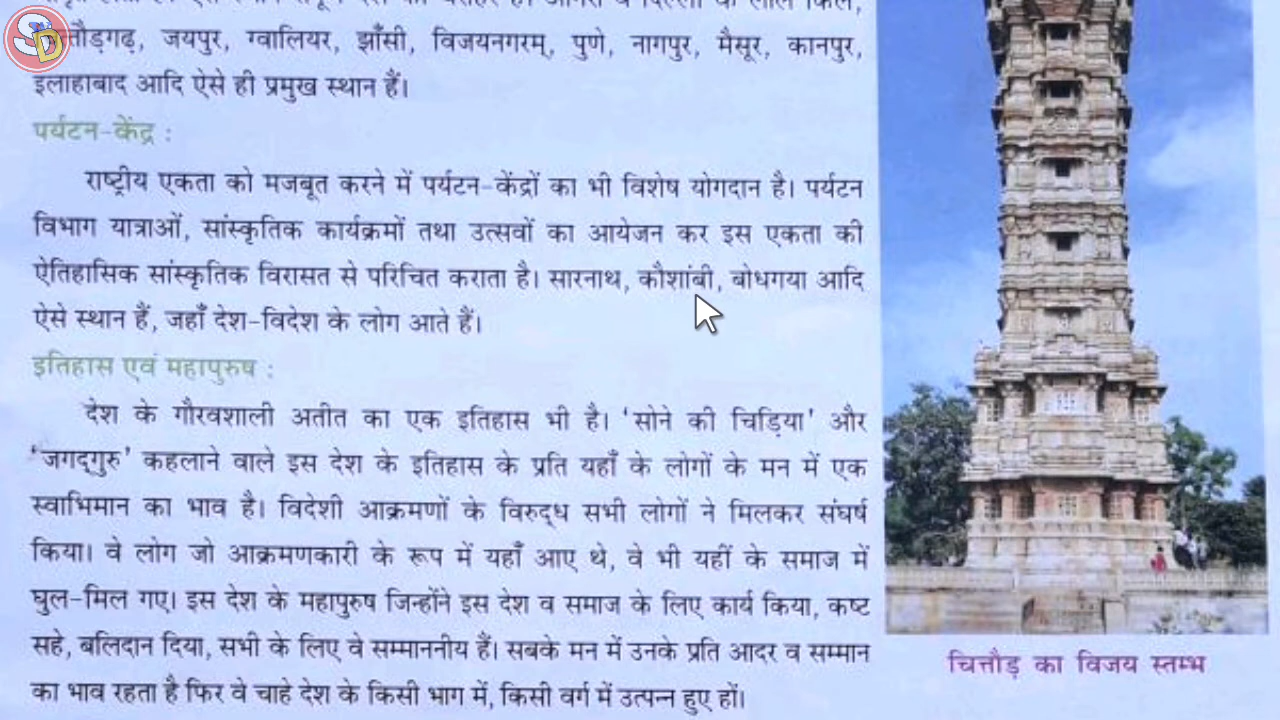 चित्तौड़गढ़, जयपुर, ग्वालियर, झाँसी, विजयनगरम्, पुणे, नागपुर, मैसूर, कानपुर,
इलाहाबाद आदि ऐसे ही प्रमुख स्थान हैं।
पर्यटन-केंद्र :
राष्ट्रीय एकता को मजबूत करने में पर्यटन-केंद्रों का भी विशेष योगदान है। पर्यटन
विभाग यात्राओं, सांस्कृतिक कार्यक्रमों तथा उत्सवों का आयेजन कर इस एकता की
ऐतिहासिक सांस्कृतिक विरासत से परिचित कराता है। सारनाथ, कौशांबी, बोधगया आदि
ऐसे स्थान हैं, जहाँ देश-विदेश के लोग आते हैं।
इतिहास एवं महापुरुष :
देश के गौरवशाली अतीत का एक इतिहास भी है। 'सोने की चिड़िया' और
'जगद्गुरु' कहलाने वाले इस देश के इतिहास के प्रति यहाँ के लोगों के मन में एक
स्वाभिमान का भाव है। विदेशी आक्रमणों के विरुद्ध सभी लोगों ने मिलकर संघर्ष
किया। वे लोग जो आक्रमणकारी के रूप में यहाँ आए थे, वे भी यहीं के समाज में
घुल-मिल गए। इस देश के महापुरुष जिन्होंने इस देश व समाज के लिए कार्य किया, कष्ट
सहे, बलिदान दिया, सभी के लिए वे सम्माननीय हैं। सबके मन में उनके प्रति आदर व सम्मान
का भाव रहता है फिर वे चाहे देश के किसी भाग में, किसी वर्ग में उत्पन्न हुए हों।
चित्तौड़ का विजय स्तम्भ
SD